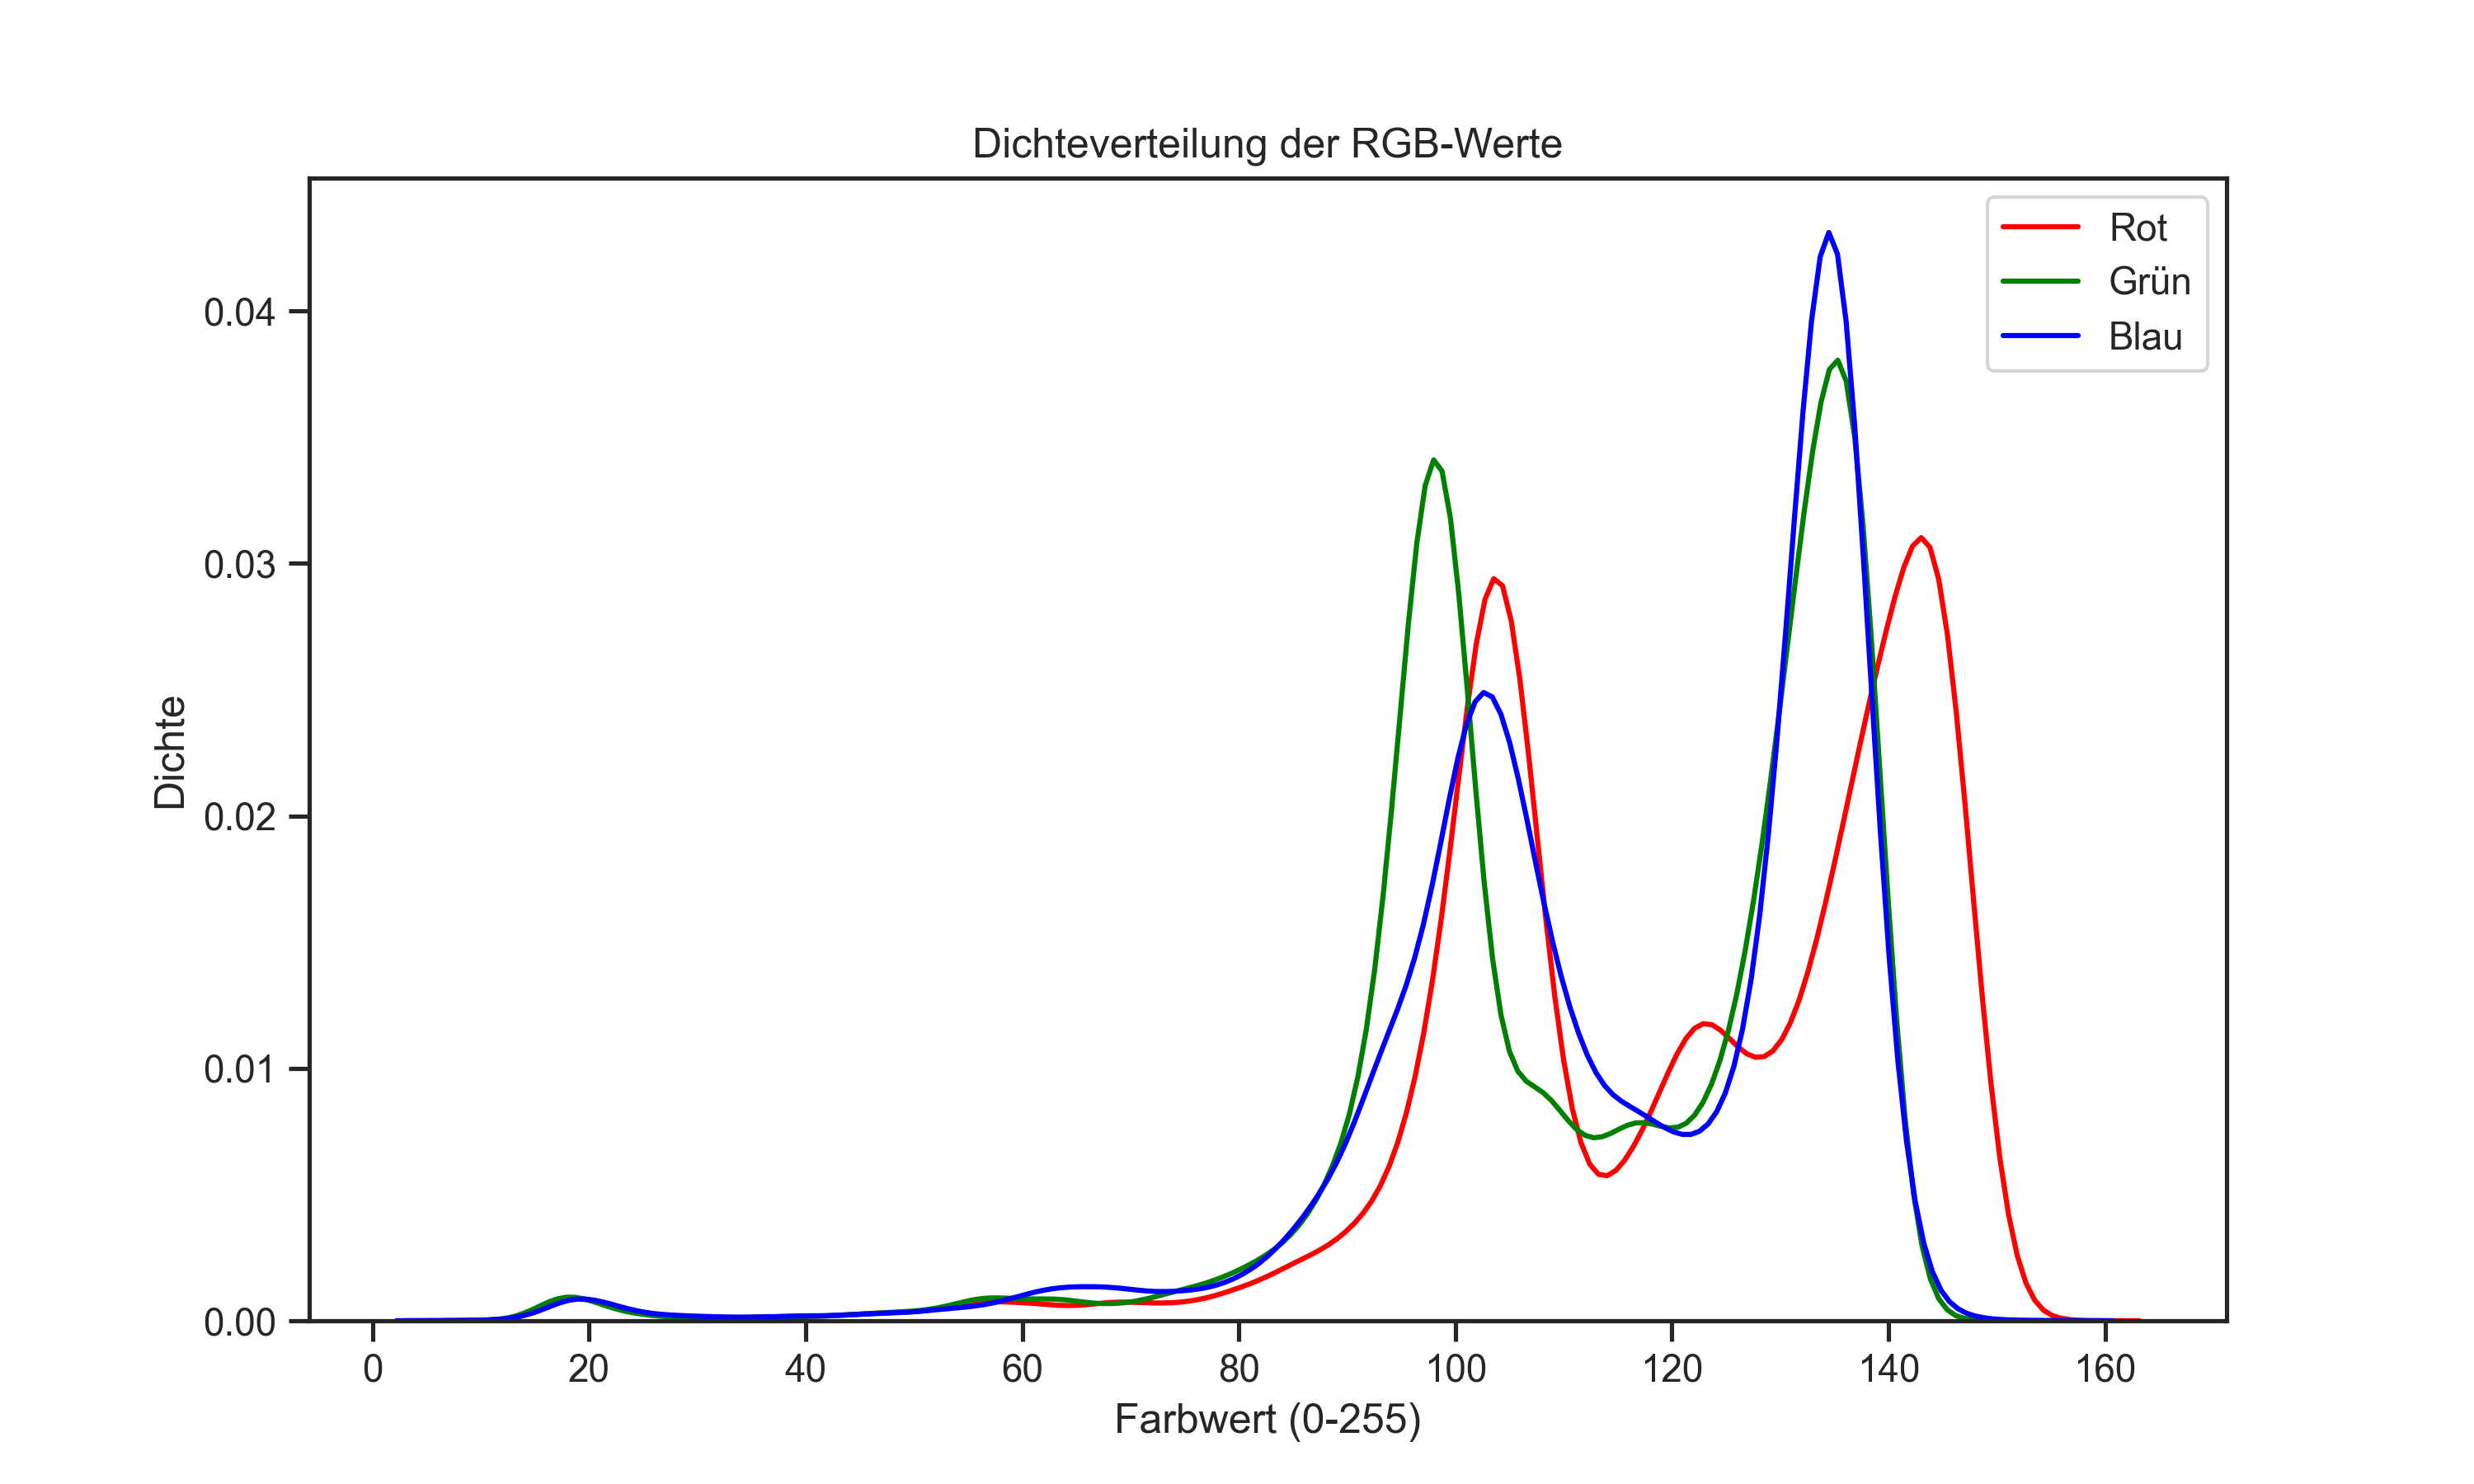 Dichteverteilung der RGB-Werte
Rot
Grün
Blau
Dichte
0.04
0.03
0.02
0.01
0.00
0 20 40 60 80 100 120 140 160
Farbwert (0-255)